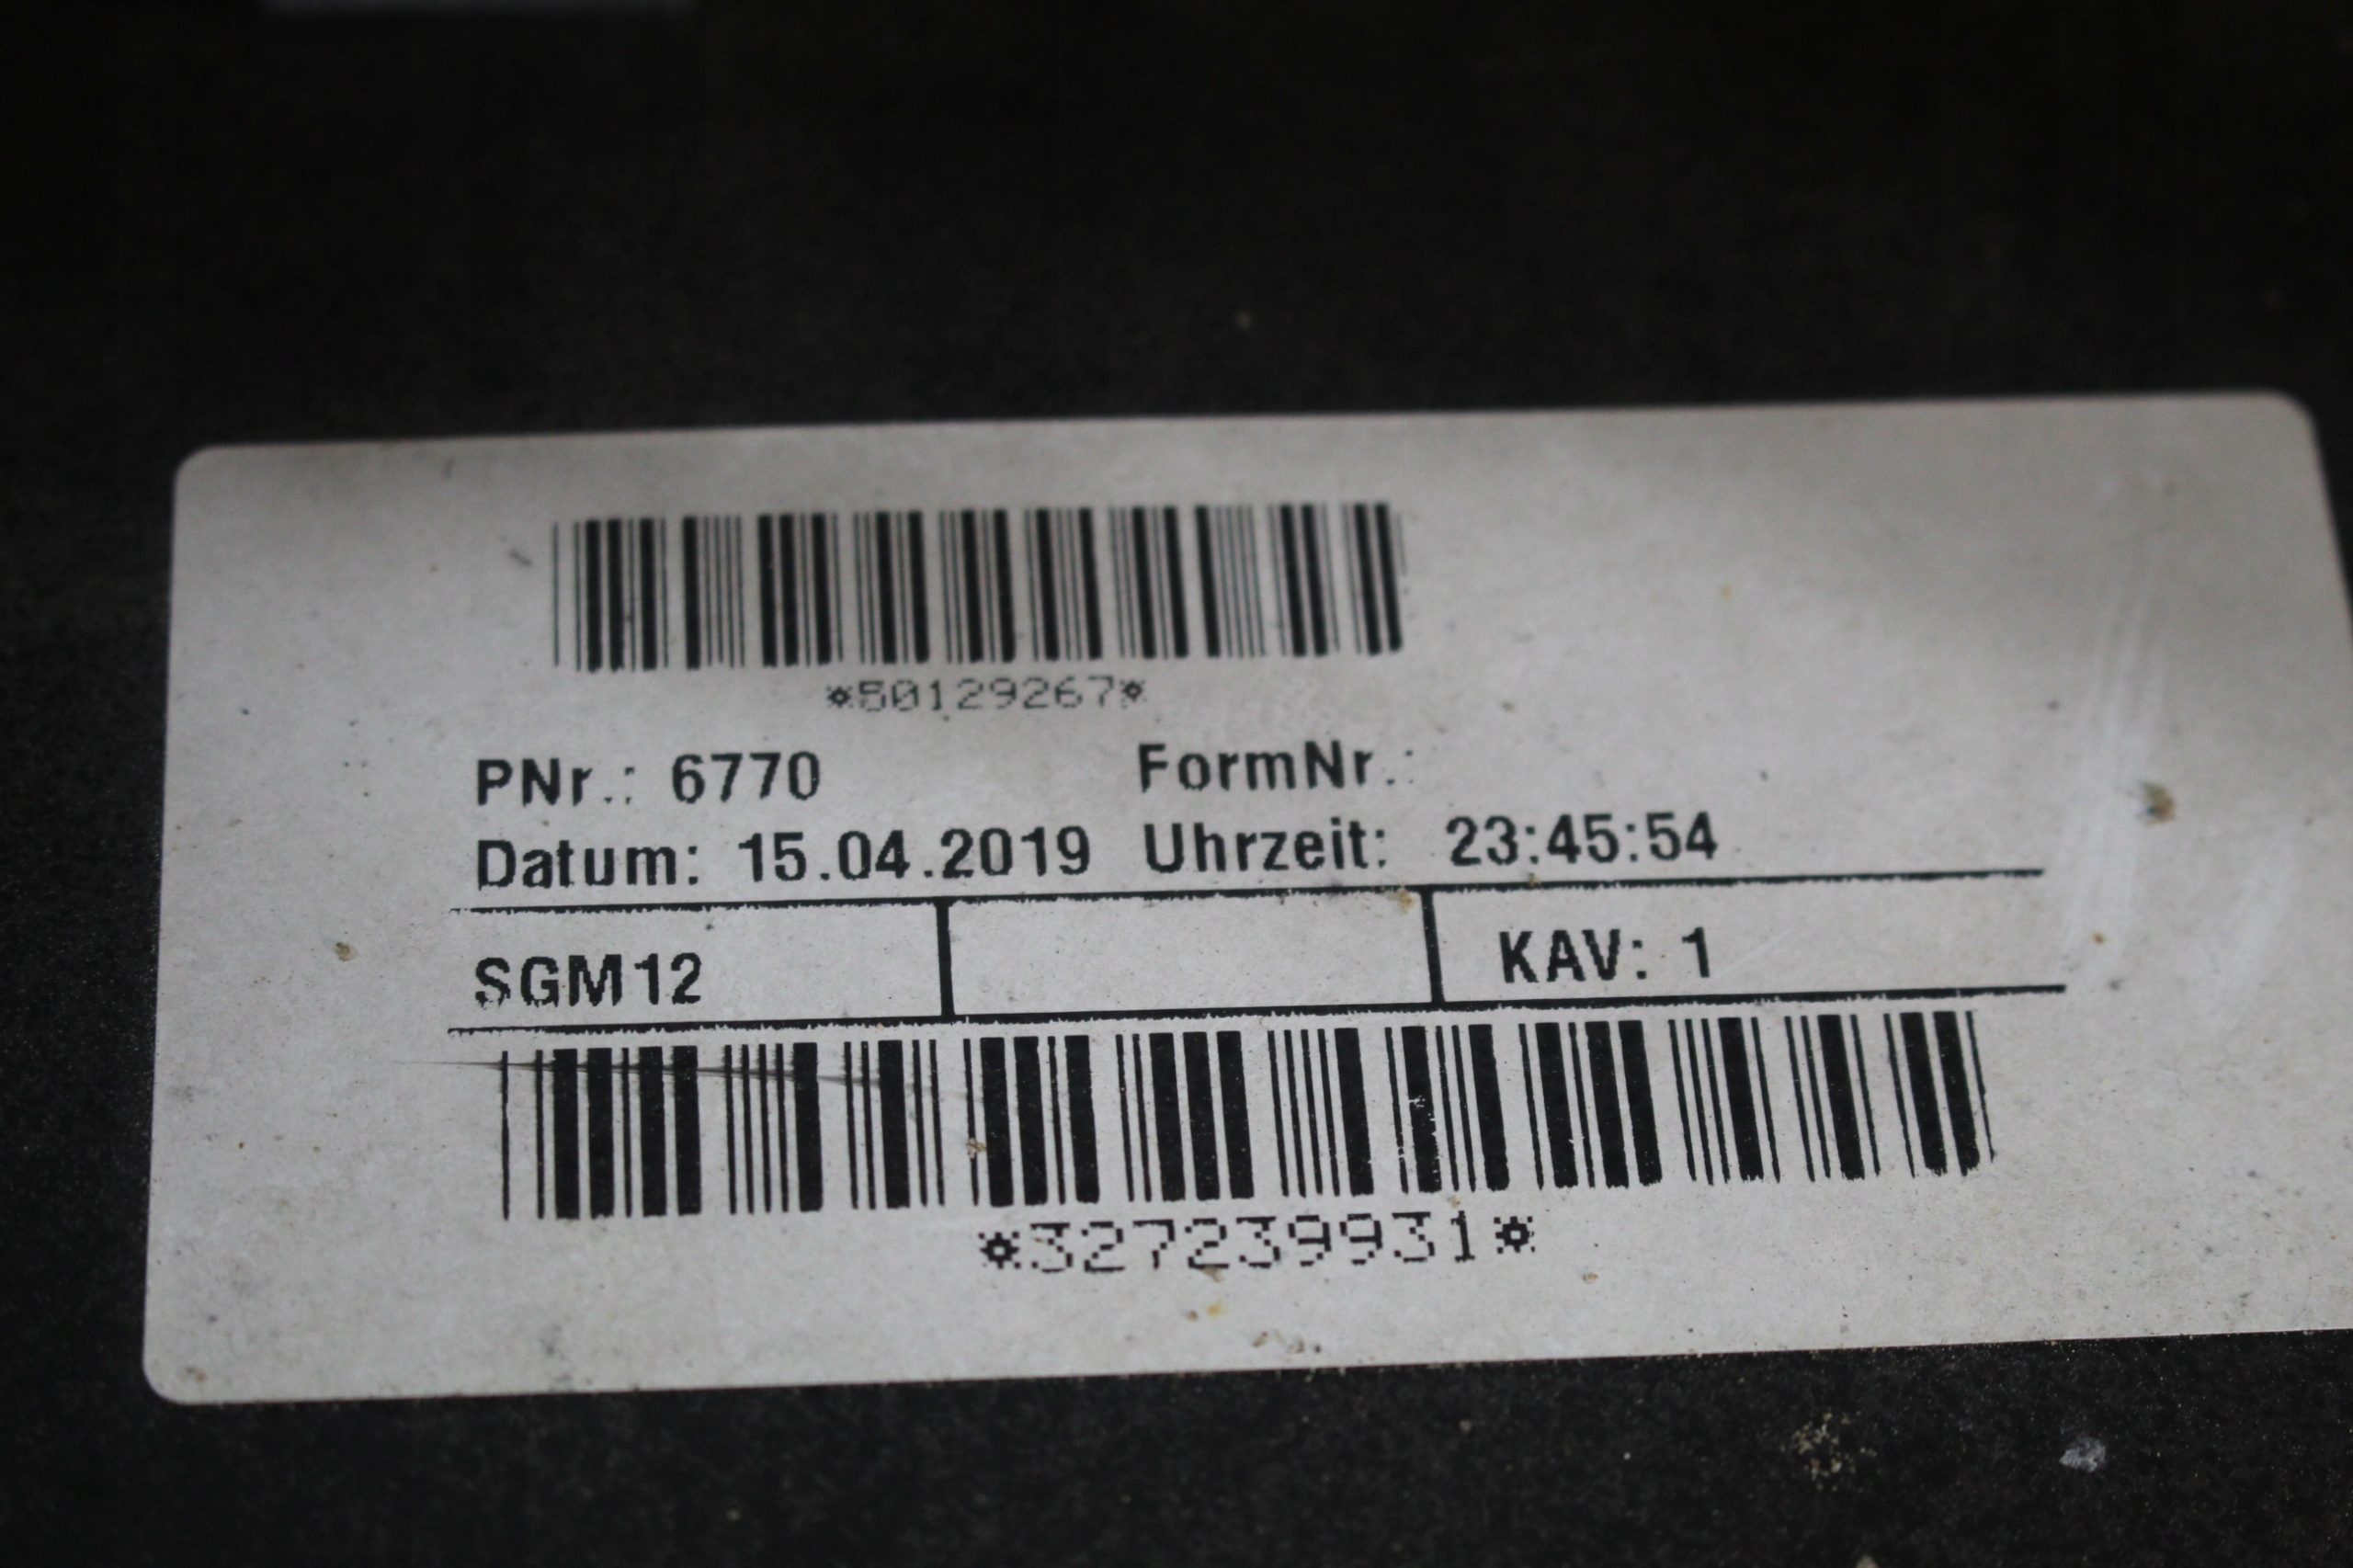 *50129267*
PNr.: 6770 FormNr.:
Datum: 15.04.2019 Uhrzeit: 23:45:54
SGM12 KAV: 1
*327239931*